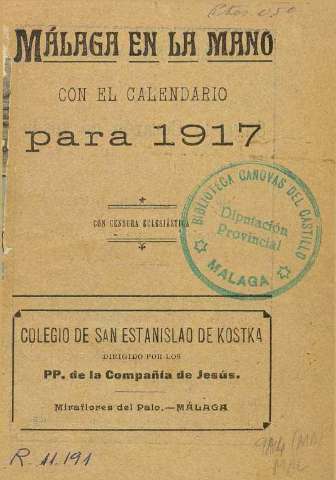 MÁLAGA EN LA MANO
CON EL CALENDARIO
para 1917
CON CENSURA ECLESIÁSTICA
BIBLIOTECA CANOVAS DEL CASTILLO
Diputación
Provincial
MÁLAGA
COLEGIO DE SAN ESTANISLAO DE KOSTKA
DIRIGIDO POR LOS
PP. de la Compañía de Jesús.
Miraflores del Palo.—MÁLAGA
R. 11.191